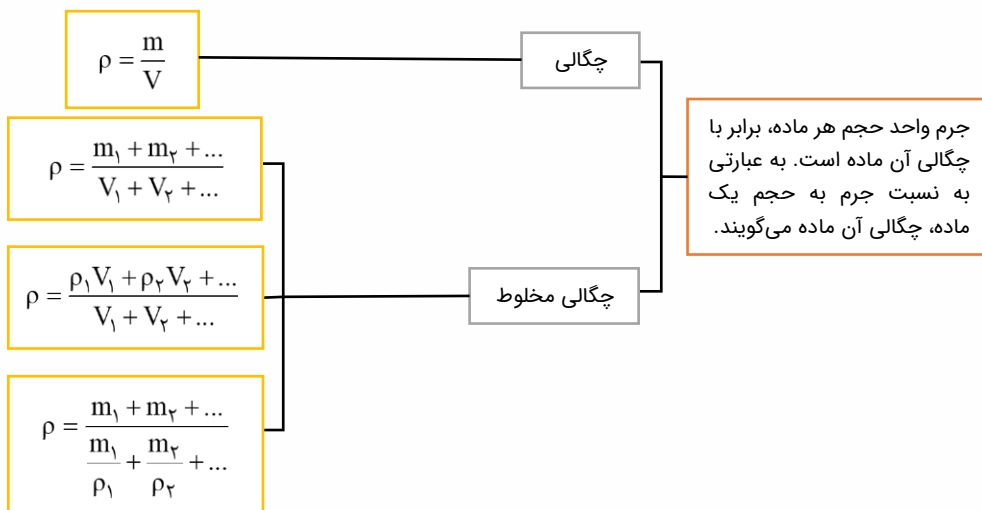 جرم واحد حجم هر ماده، برابر با
چگالی آن ماده است. به عبارتی
به نسبت جرم به حجم یک
ماده، چگالی آن ماده می‌گویند.
چگالی
ρ = m / V
چگالی مخلوط
ρ = (m₁ + m₂ + ...) / (V₁ + V₂ + ...)
ρ = (ρ₁V₁ + ρ₂V₂ + ...) / (V₁ + V₂ + ...)
ρ = (m₁ + m₂ + ...) / (m₁/ρ₁ + m₂/ρ₂ + ...)